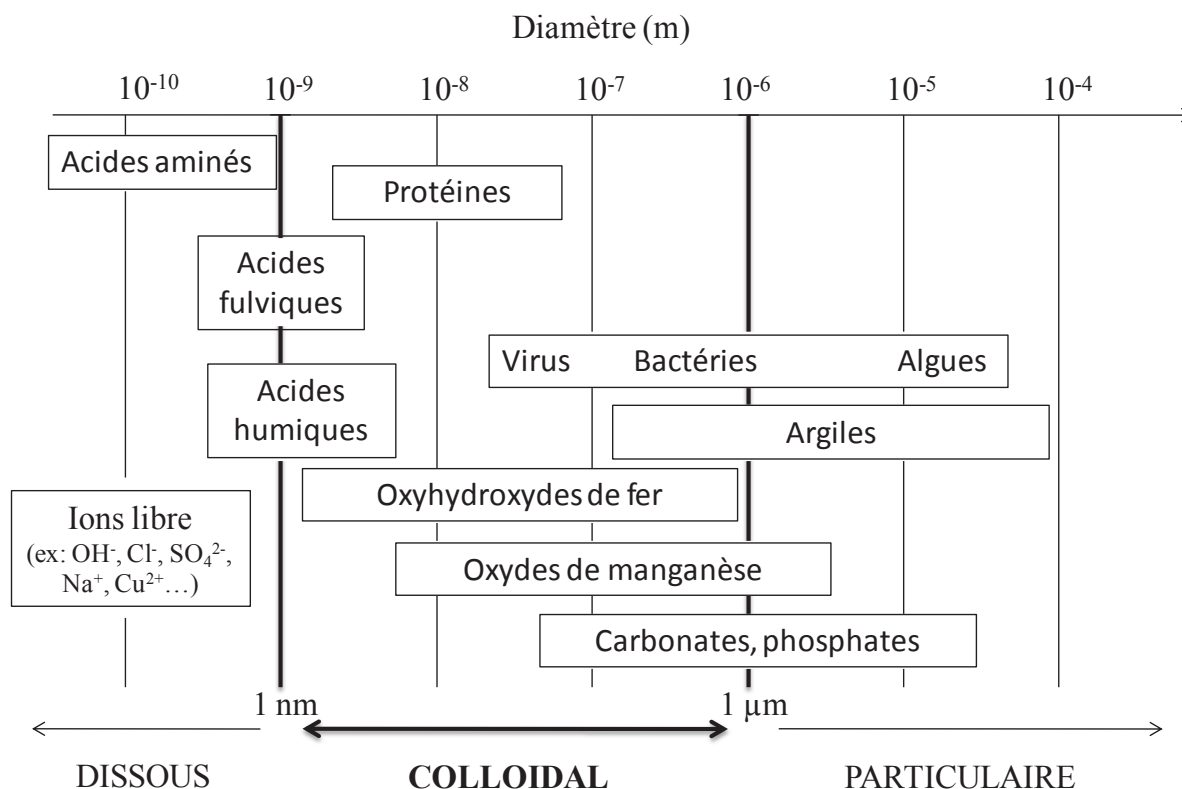 Diamètre (m)
10⁻¹⁰ 10⁻⁹ 10⁻⁸ 10⁻⁷ 10⁻⁶ 10⁻⁵ 10⁻⁴
Acides aminés
Protéines
Acides
fulviques
Virus Bactéries Algues
Acides
humiques
Argiles
Oxyhydroxydes de fer
Ions libre
(ex: OH⁻, Cl⁻, SO₄²⁻,
Na⁺, Cu²⁺…)
Oxydes de manganèse
Carbonates, phosphates
1 nm 1 µm
DISSOUS COLLOIDAL PARTICULAIRE